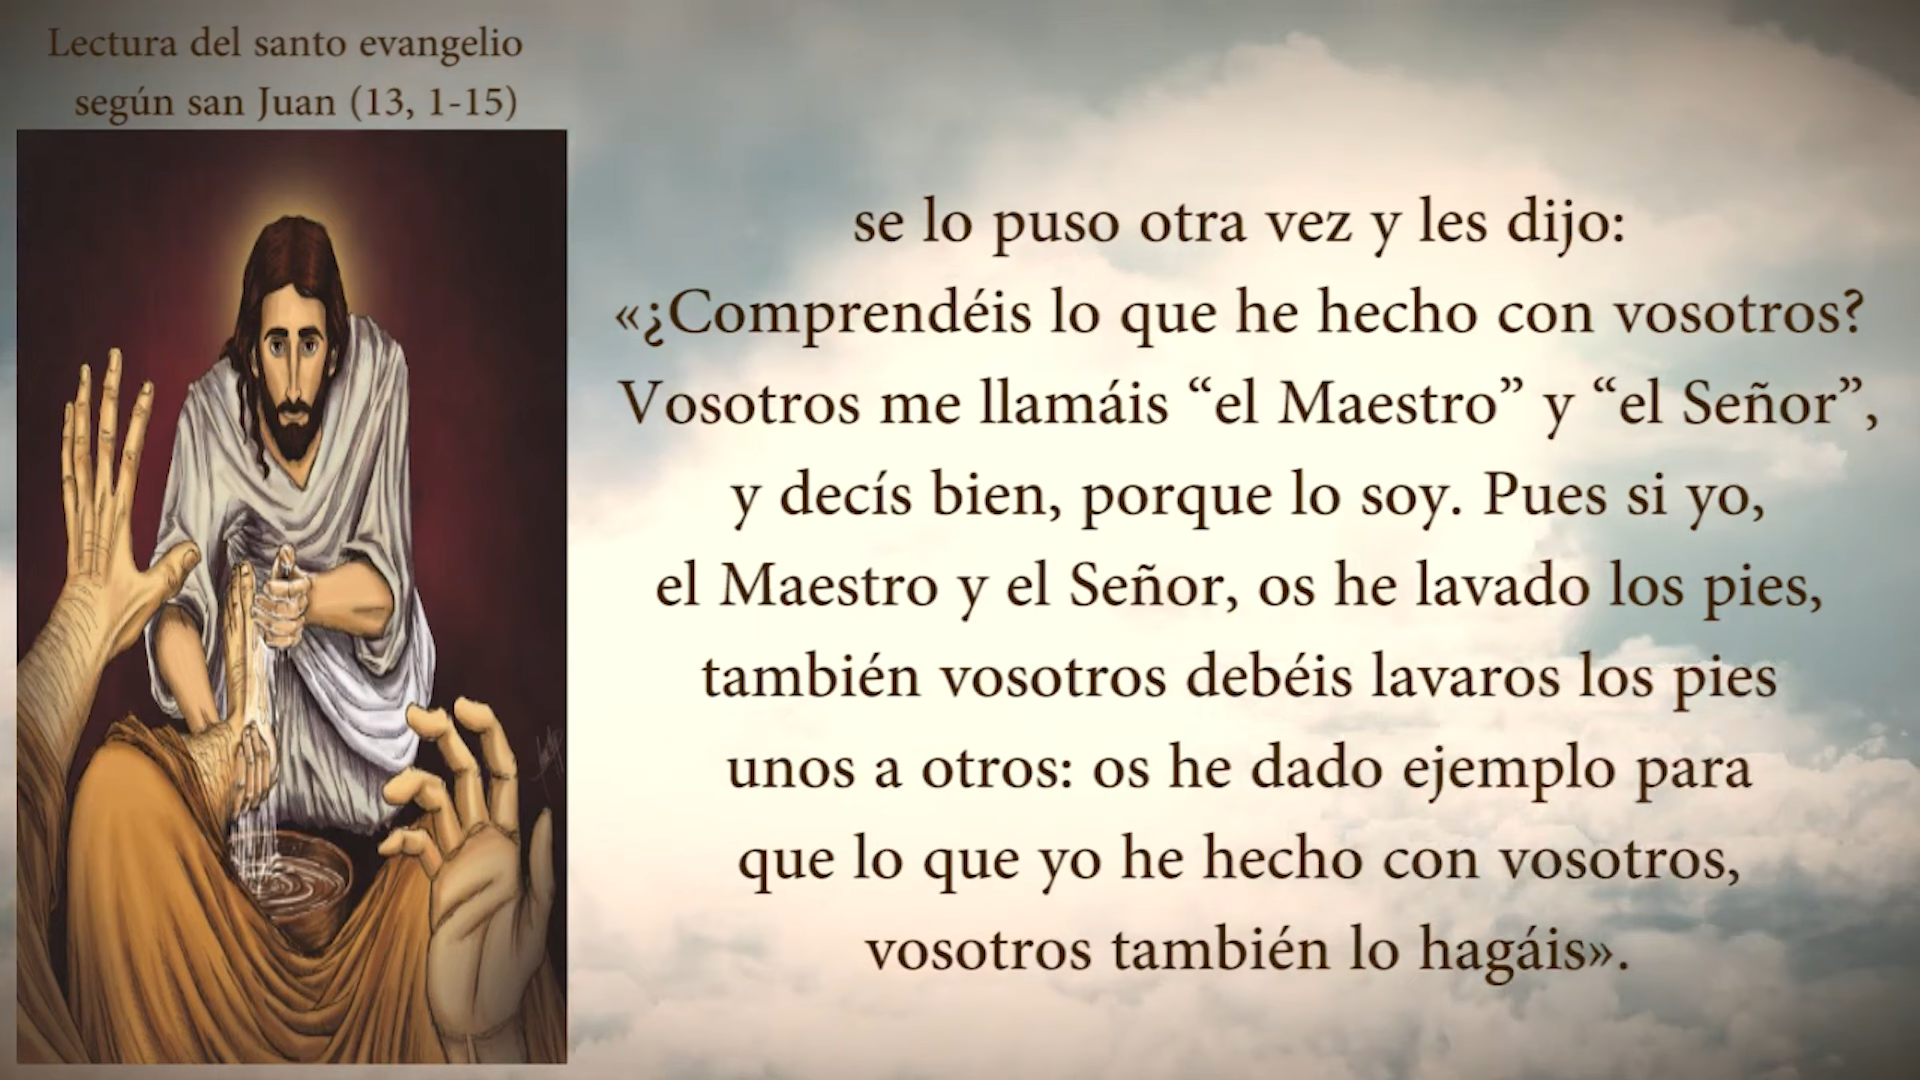 Lectura del santo evangelio
según san Juan (13, 1-15)
se lo puso otra vez y les dijo:
«¿Comprendéis lo que he hecho con vosotros?
Vosotros me llamáis “el Maestro” y “el Señor”,
y decís bien, porque lo soy. Pues si yo,
el Maestro y el Señor, os he lavado los pies,
también vosotros debéis lavaros los pies
unos a otros: os he dado ejemplo para
que lo que yo he hecho con vosotros,
vosotros también lo hagáis».